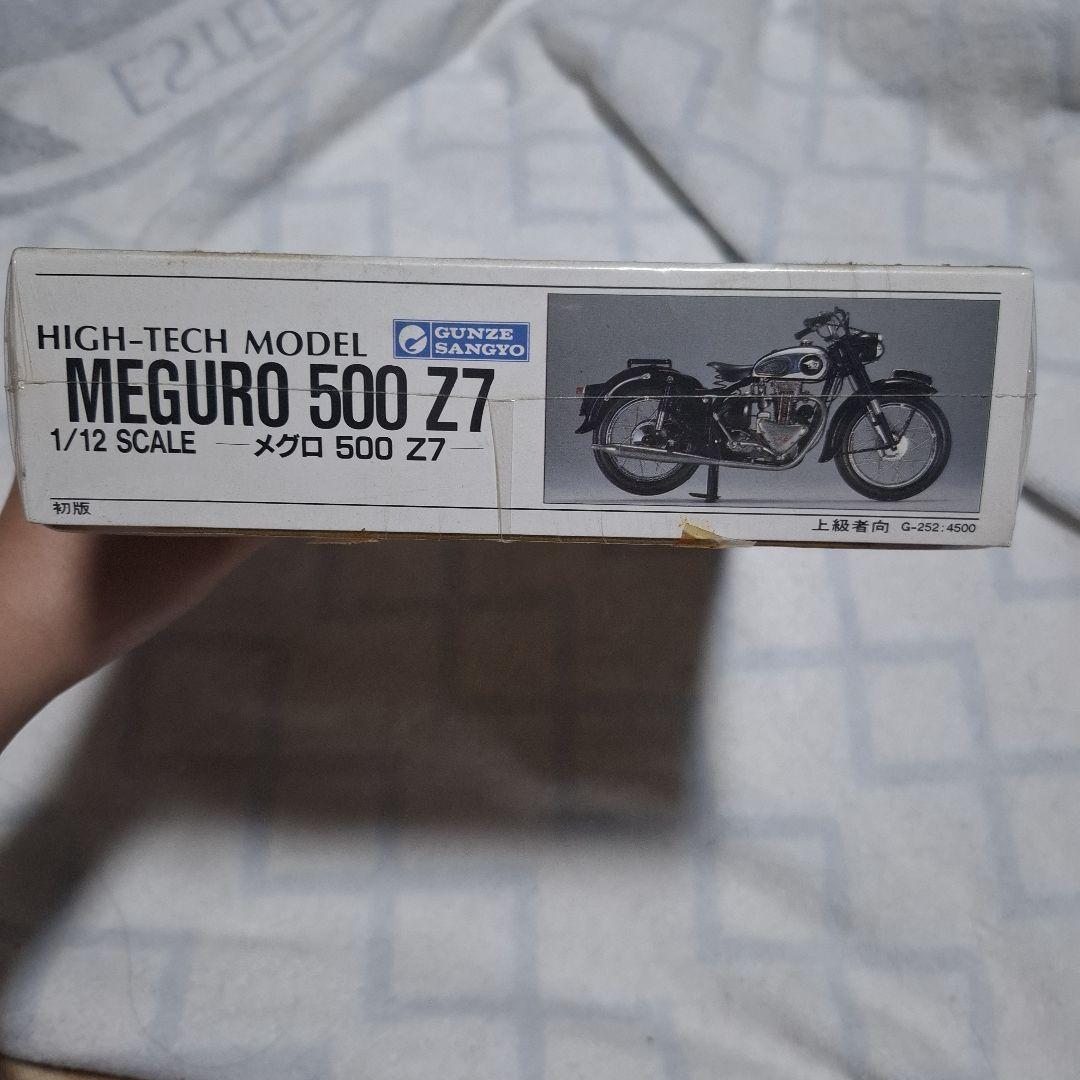 ESTEE
HIGH-TECH MODEL
GUNZE
SANGYO
MEGURO 500 Z7
1/12 SCALE —メグロ 500 Z7—
初版
上級者向 G-252:4500